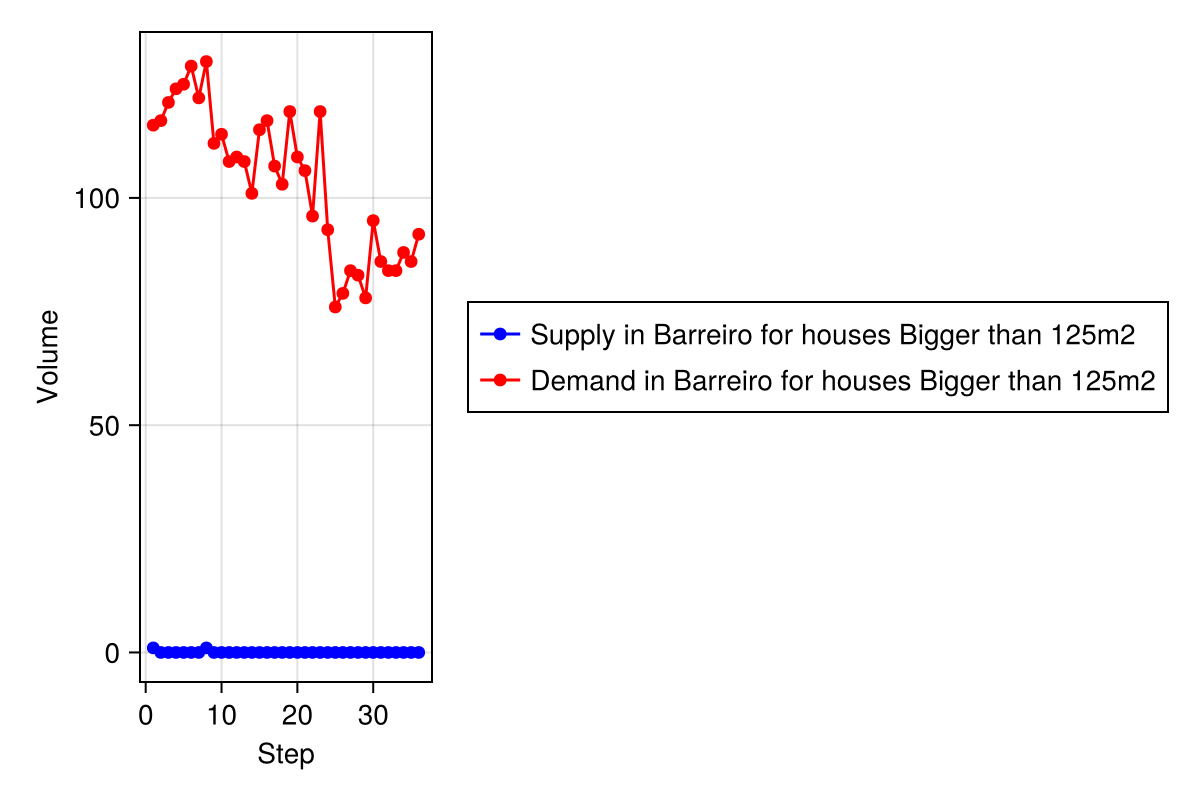 100
50
0
Volume
0 10 20 30
Step
Supply in Barreiro for houses Bigger than 125m2
Demand in Barreiro for houses Bigger than 125m2